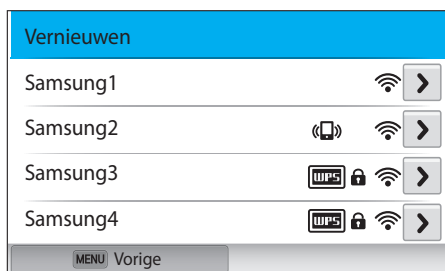 Vernieuwen
Samsung1
Samsung2
Samsung3 WPS
Samsung4 WPS
MENU Vorige